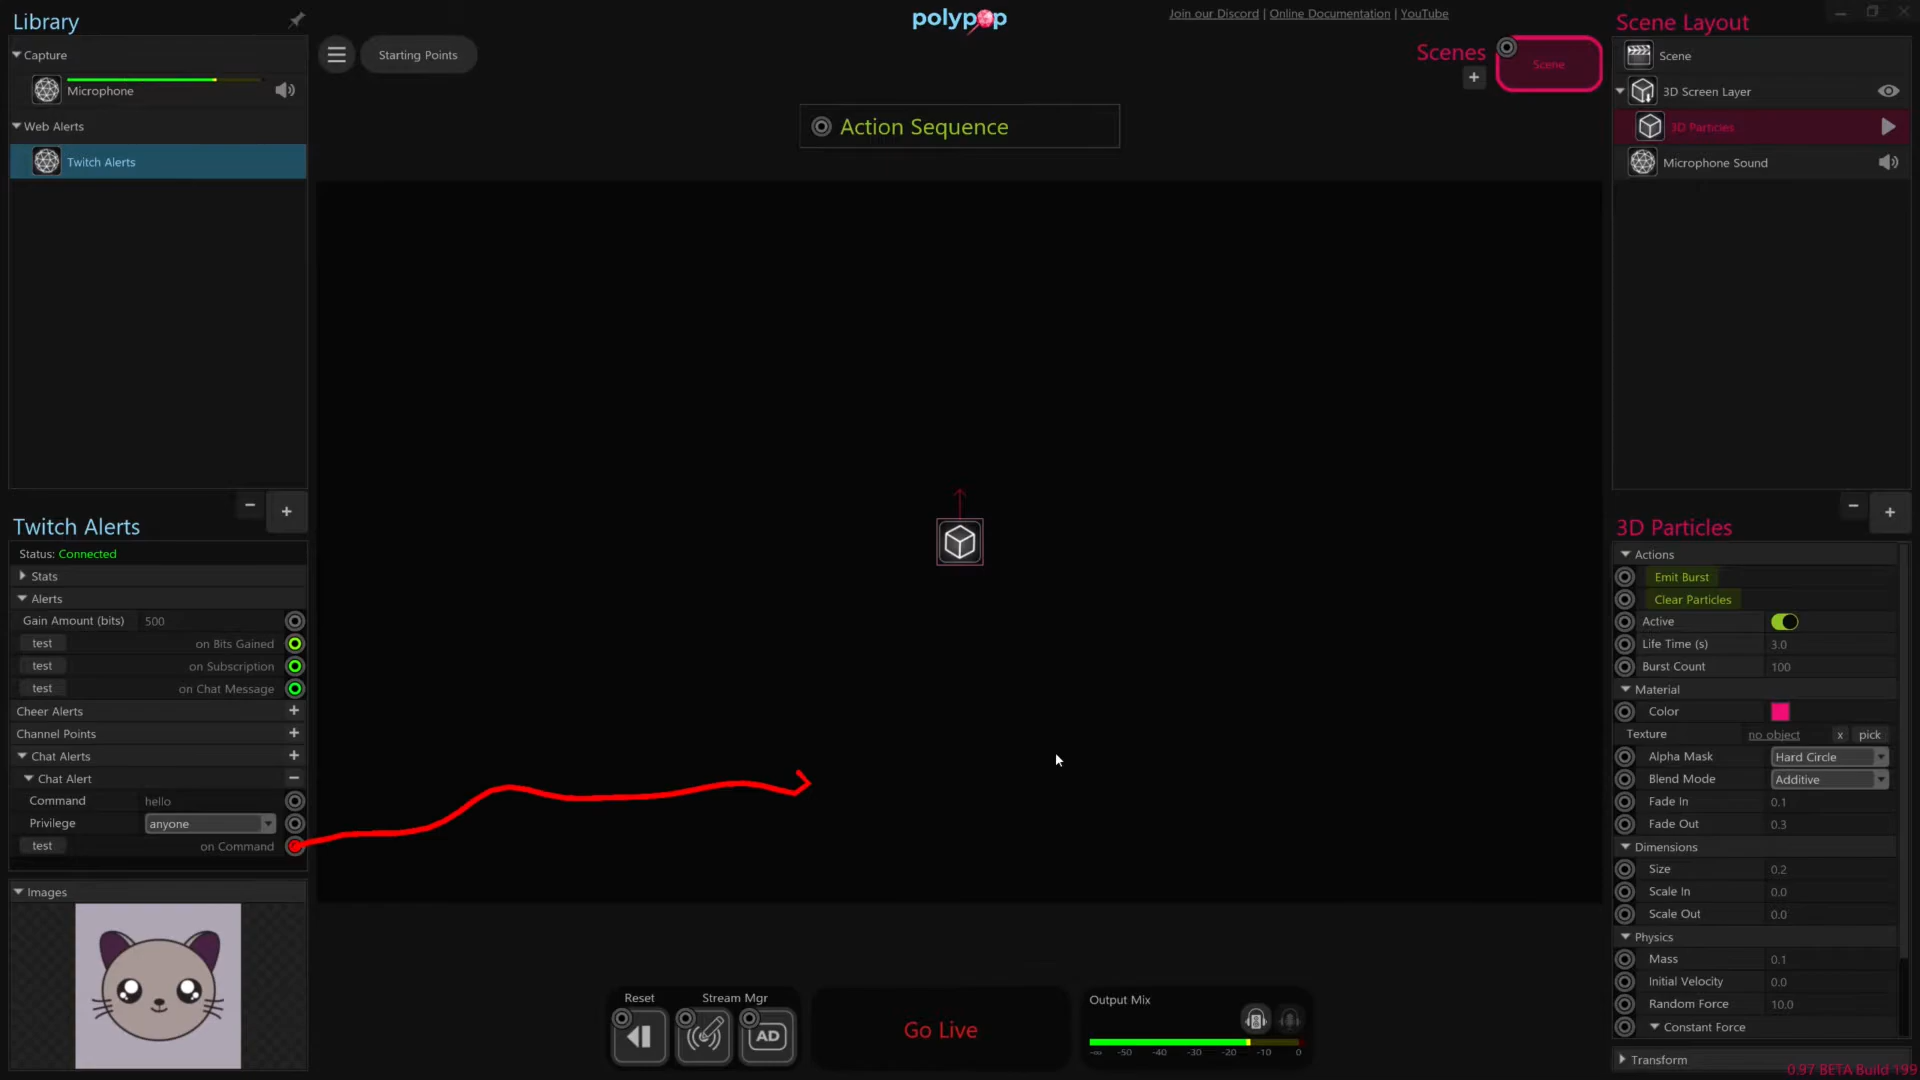 Library
Capture
Microphone
Web Alerts
Twitch Alerts
Starting Points
polypop
Join our Discord | Online Documentation | YouTube
Scenes
Scene
+
Action Sequence
Scene Layout
Scene
3D Screen Layer
3D Particles
Microphone Sound
Twitch Alerts
Status: Connected
Stats
Alerts
Gain Amount (bits) 500
test on Bits Gained
test on Subscription
test on Chat Message
Cheer Alerts +
Channel Points +
Chat Alerts +
Chat Alert −
Command hello
Privilege anyone
test on Command
Images
Reset
Stream Mgr
AD
Go Live
Output Mix
-∞ -50 -40 -30 -20 -10 0
3D Particles
Actions
Emit Burst
Clear Particles
Active
Life Time (s) 3.0
Burst Count 100
Material
Color
Texture no object x pick
Alpha Mask Hard Circle
Blend Mode Additive
Fade In 0.1
Fade Out 0.3
Dimensions
Size 0.2
Scale In 0.0
Scale Out 0.0
Physics
Mass 0.1
Initial Velocity 0.0
Random Force 10.0
Constant Force
Transform
0.97 BETA Build 199